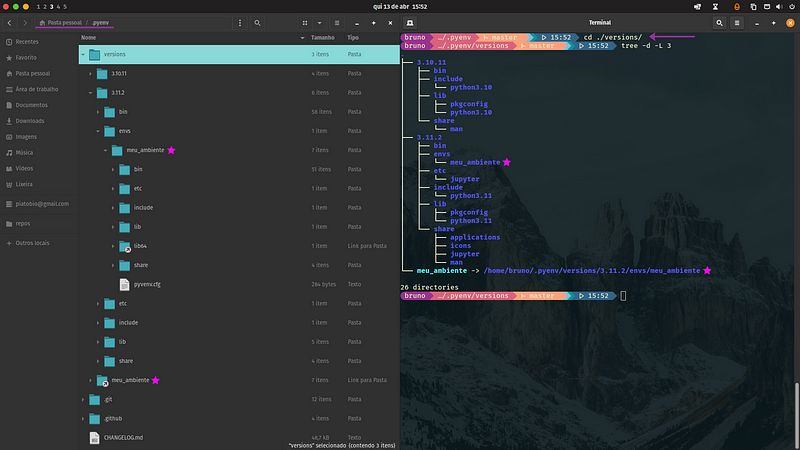 1 2 3 4 5
qui 13 de abr 15:52
Pasta pessoal / .pyenv
Recentes
Favorito
Pasta pessoal
Área de trabalho
Documentos
Downloads
Imagens
Música
Vídeos
Lixeira
piatobio@gmail.com
repos
+ Outros locais
Nome Tamanho Tipo
versions 3 itens Pasta
3.10.11 4 itens Pasta
3.11.2 6 itens Pasta
bin 58 itens Pasta
envs 1 item Pasta
meu_ambiente 7 itens Pasta
bin 51 itens Pasta
etc 1 item Pasta
include 1 item Pasta
lib 1 item Pasta
lib64 1 item Link para Pasta
share 4 itens Pasta
pyvenv.cfg 284 bytes Texto
etc 1 item Pasta
include 1 item Pasta
lib 5 itens Pasta
share 4 itens Pasta
meu_ambiente 7 itens Link para Pasta
.git 12 itens Pasta
.github 4 itens Pasta
CHANGELOG.md 48,7 kB Texto
"versions" selecionado (contendo 3 itens)
Terminal
bruno …/.pyenv master 15:52 cd ./versions/
bruno …/.pyenv/versions master 15:52 tree -d -L 3
.
├── 3.10.11
│   ├── bin
│   ├── include
│   │   └── python3.10
│   ├── lib
│   │   ├── pkgconfig
│   │   └── python3.10
│   └── share
│       └── man
├── 3.11.2
│   ├── bin
│   ├── envs
│   │   └── meu_ambiente
│   ├── etc
│   │   └── jupyter
│   ├── include
│   │   └── python3.11
│   ├── lib
│   │   ├── pkgconfig
│   │   └── python3.11
│   └── share
│       ├── applications
│       ├── icons
│       ├── jupyter
│       └── man
└── meu_ambiente -> /home/bruno/.pyenv/versions/3.11.2/envs/meu_ambiente
26 directories
bruno …/.pyenv/versions master 15:52